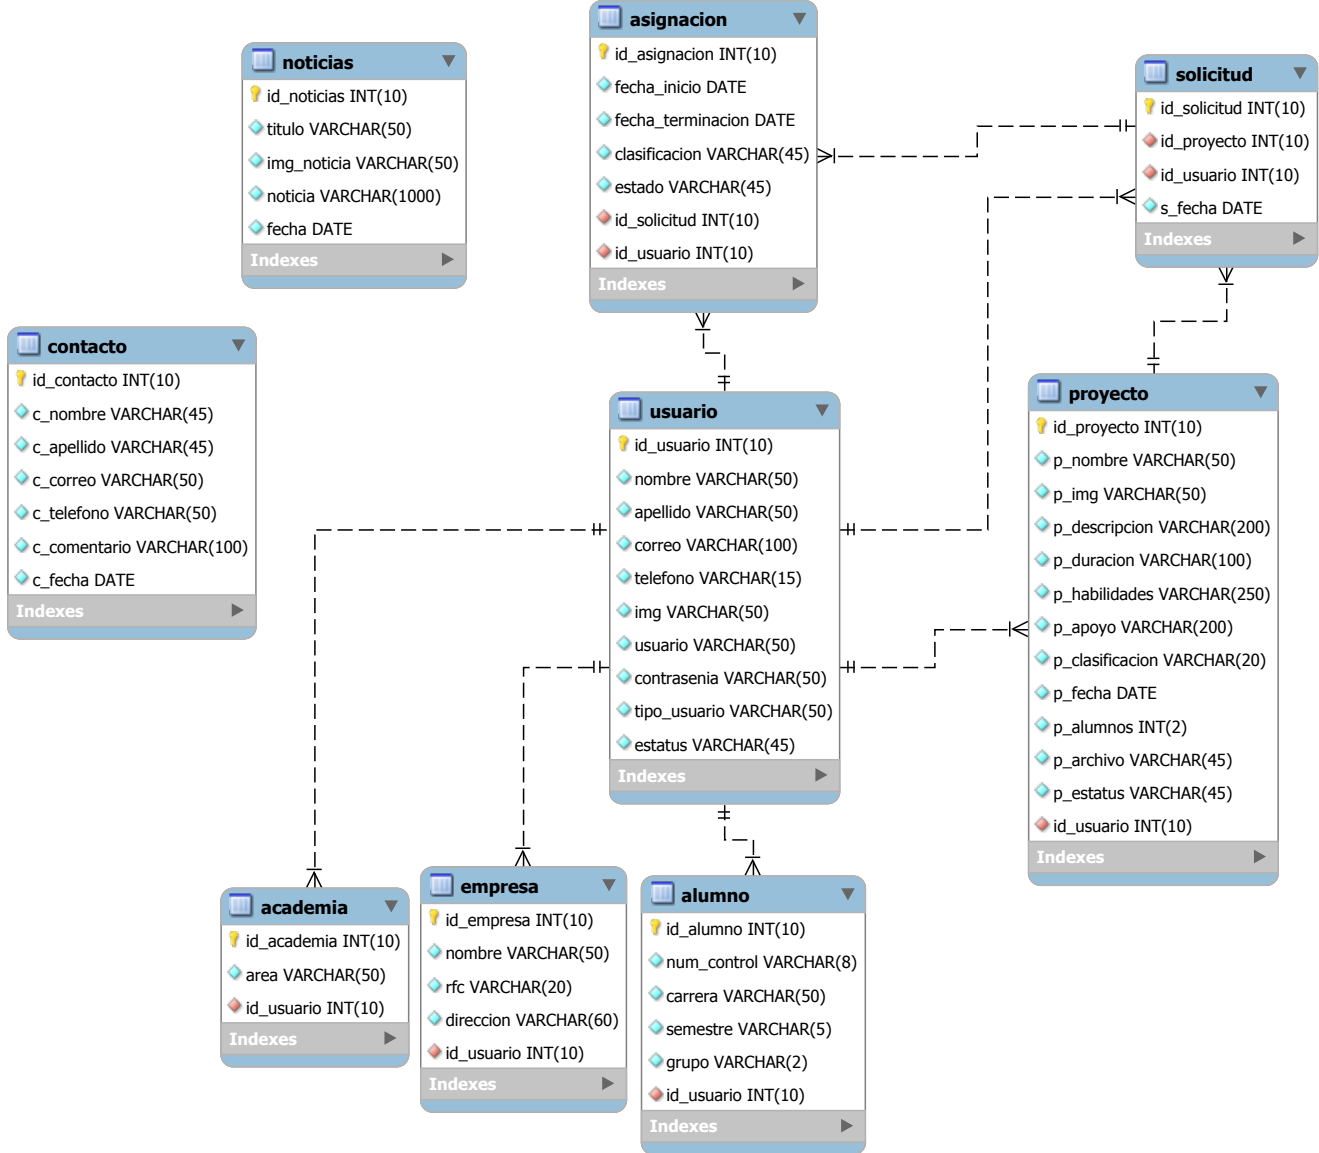 asignacion
id_asignacion INT(10)
fecha_inicio DATE
fecha_terminacion DATE
clasificacion VARCHAR(45)
estado VARCHAR(45)
id_solicitud INT(10)
id_usuario INT(10)
Indexes
noticias
id_noticias INT(10)
titulo VARCHAR(50)
img_noticia VARCHAR(50)
noticia VARCHAR(1000)
fecha DATE
Indexes
solicitud
id_solicitud INT(10)
id_proyecto INT(10)
id_usuario INT(10)
s_fecha DATE
Indexes
contacto
id_contacto INT(10)
c_nombre VARCHAR(45)
c_apellido VARCHAR(45)
c_correo VARCHAR(50)
c_telefono VARCHAR(50)
c_comentario VARCHAR(100)
c_fecha DATE
Indexes
usuario
id_usuario INT(10)
nombre VARCHAR(50)
apellido VARCHAR(50)
correo VARCHAR(100)
telefono VARCHAR(15)
img VARCHAR(50)
usuario VARCHAR(50)
contrasenia VARCHAR(50)
tipo_usuario VARCHAR(50)
estatus VARCHAR(45)
Indexes
proyecto
id_proyecto INT(10)
p_nombre VARCHAR(50)
p_img VARCHAR(50)
p_descripcion VARCHAR(200)
p_duracion VARCHAR(100)
p_habilidades VARCHAR(250)
p_apoyo VARCHAR(200)
p_clasificacion VARCHAR(20)
p_fecha DATE
p_alumnos INT(2)
p_archivo VARCHAR(45)
p_estatus VARCHAR(45)
id_usuario INT(10)
Indexes
academia
id_academia INT(10)
area VARCHAR(50)
id_usuario INT(10)
Indexes
empresa
id_empresa INT(10)
nombre VARCHAR(50)
rfc VARCHAR(20)
direccion VARCHAR(60)
id_usuario INT(10)
Indexes
alumno
id_alumno INT(10)
num_control VARCHAR(8)
carrera VARCHAR(50)
semestre VARCHAR(5)
grupo VARCHAR(2)
id_usuario INT(10)
Indexes